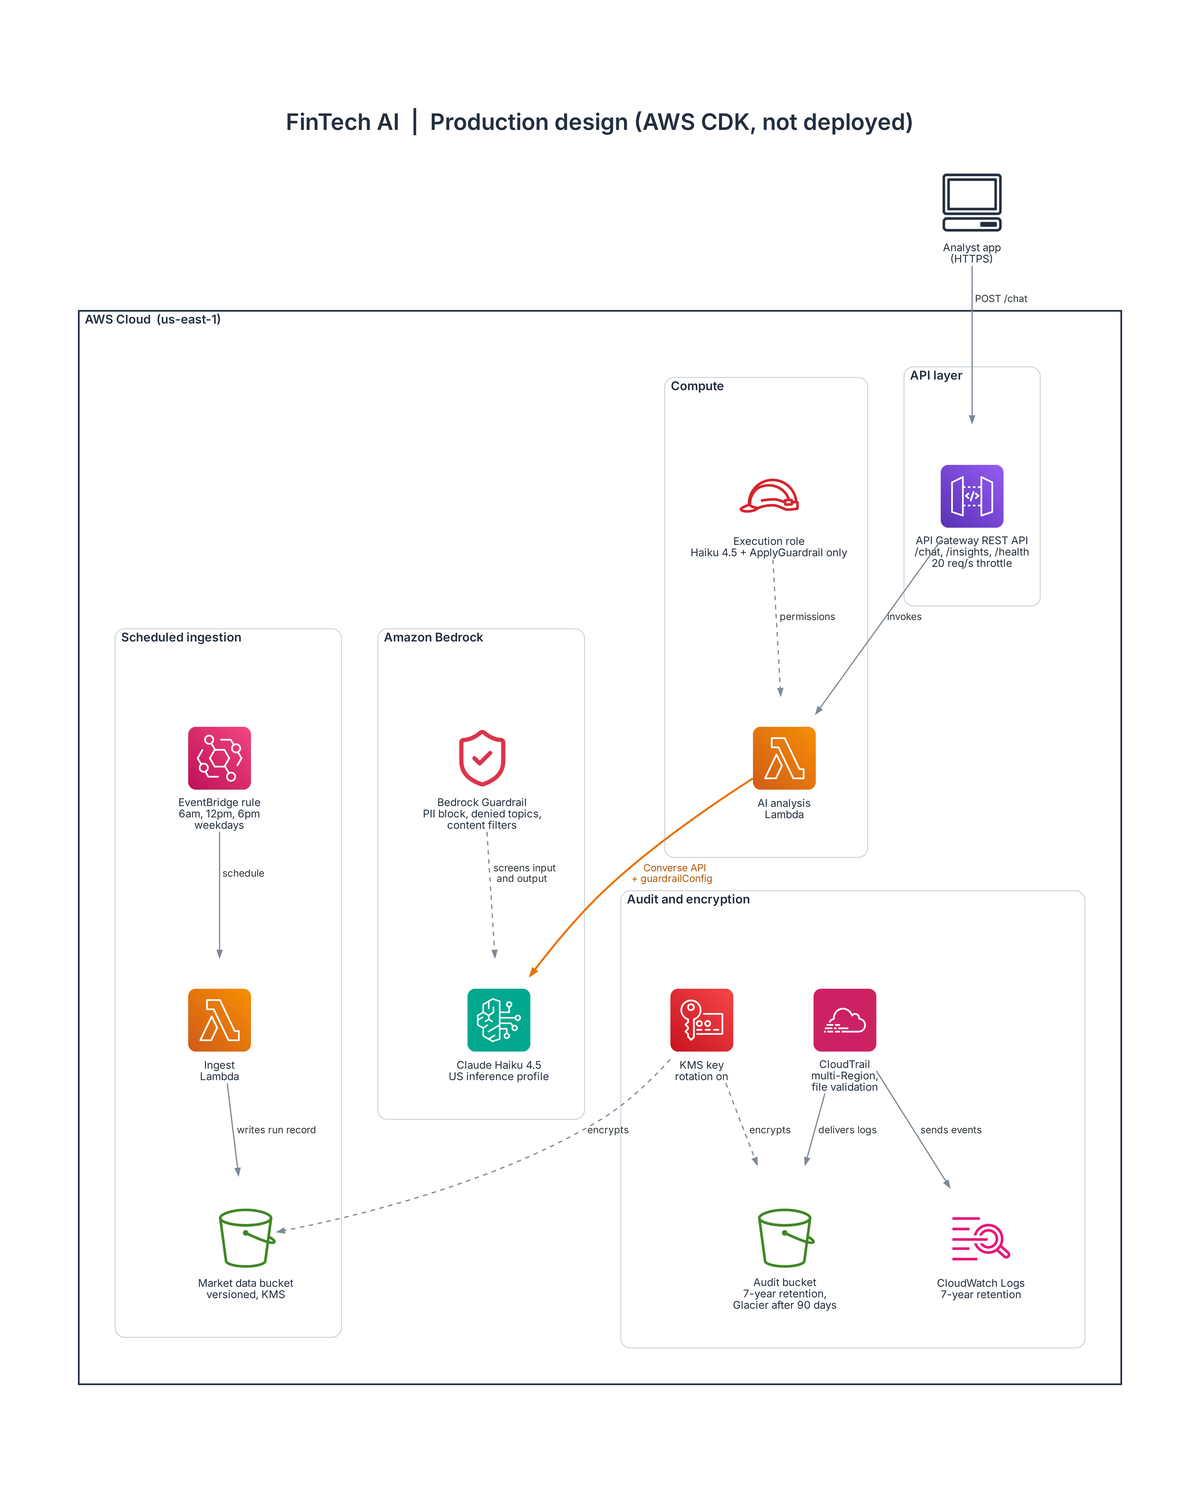 FinTech AI | Production design (AWS CDK, not deployed)
Analyst app
(HTTPS)
POST /chat
AWS Cloud (us-east-1)
API layer
Compute
API Gateway REST API
/chat, /insights, /health
20 req/s throttle
Execution role
Haiku 4.5 + ApplyGuardrail only
permissions
invokes
Scheduled ingestion
Amazon Bedrock
EventBridge rule
6am, 12pm, 6pm
weekdays
Bedrock Guardrail
PII block, denied topics,
content filters
AI analysis
Lambda
schedule
screens input
and output
Converse API
+ guardrailConfig
Audit and encryption
Ingest
Lambda
Claude Haiku 4.5
US inference profile
KMS key
rotation on
CloudTrail
multi-Region,
file validation
writes run record
encrypts
encrypts
delivers logs
sends events
Market data bucket
versioned, KMS
Audit bucket
7-year retention,
Glacier after 90 days
CloudWatch Logs
7-year retention